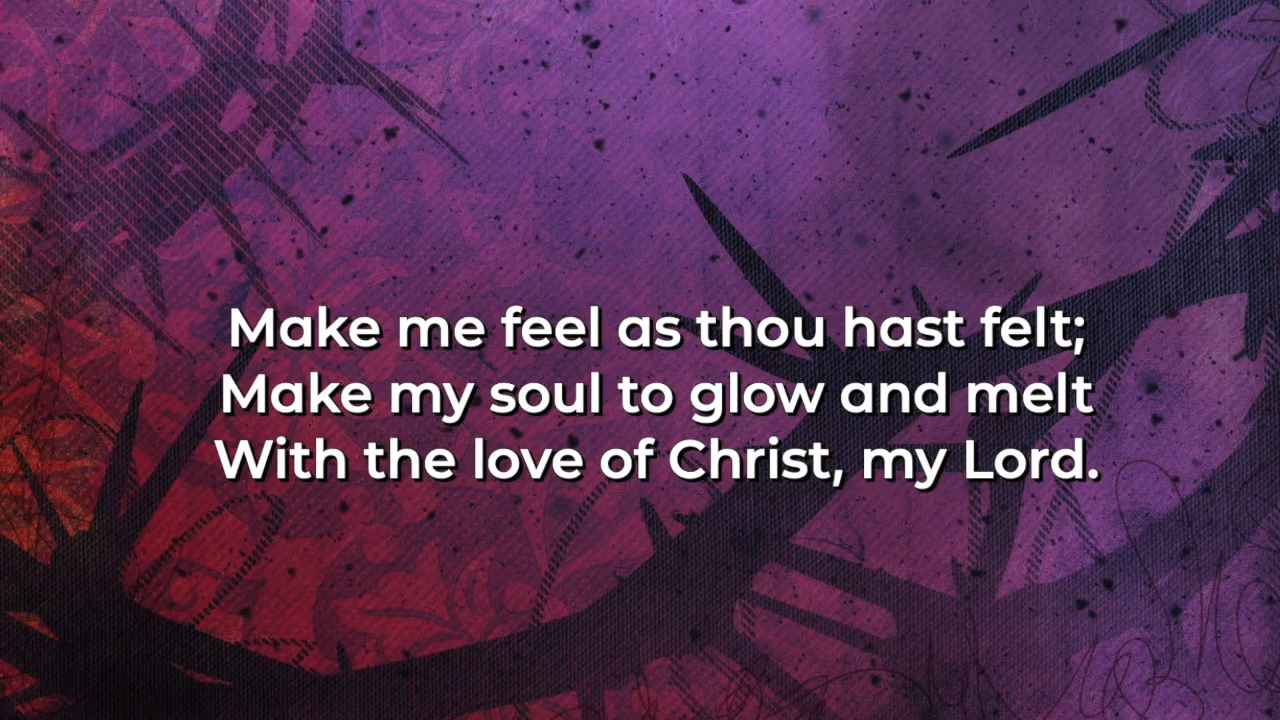 Make me feel as thou hast felt;
Make my soul to glow and melt
With the love of Christ, my Lord.